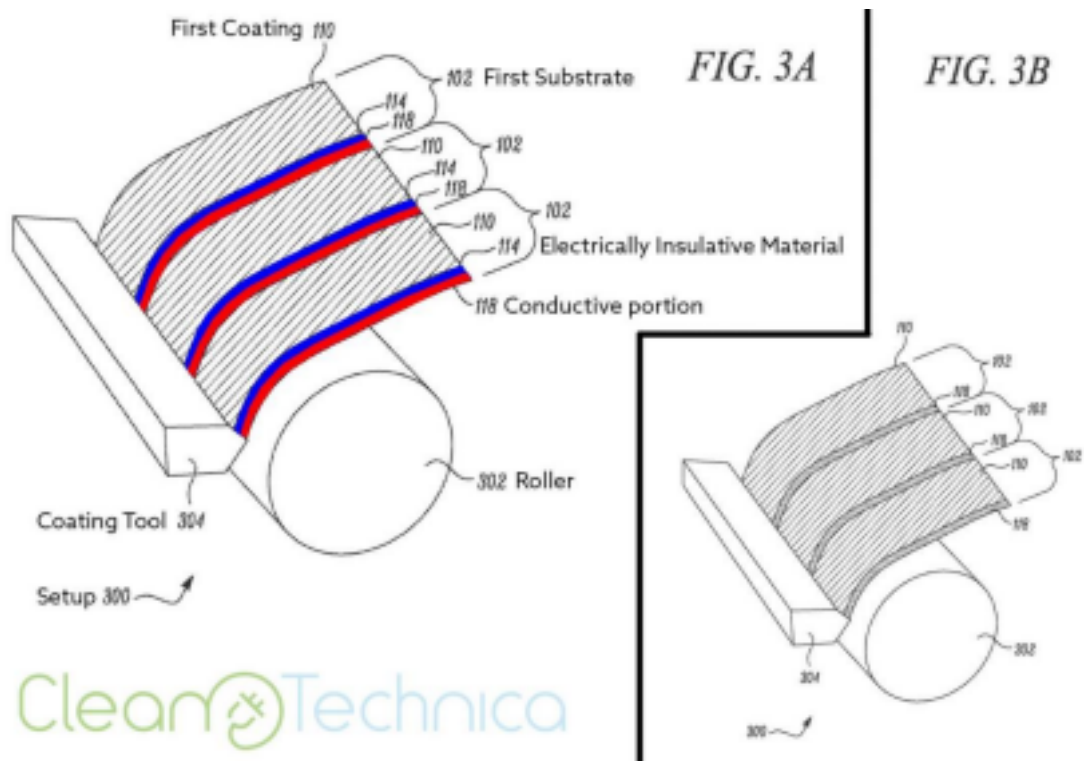 First Coating 110
FIG. 3A
102 First Substrate
114
118
110
102
114
118
110
102
Electrically Insulative Material
114
118 Conductive portion
302 Roller
Coating Tool 304
Setup 300
CleanTechnica
FIG. 3B
110
102
118
110
102
118
110
102
118
302
304
300